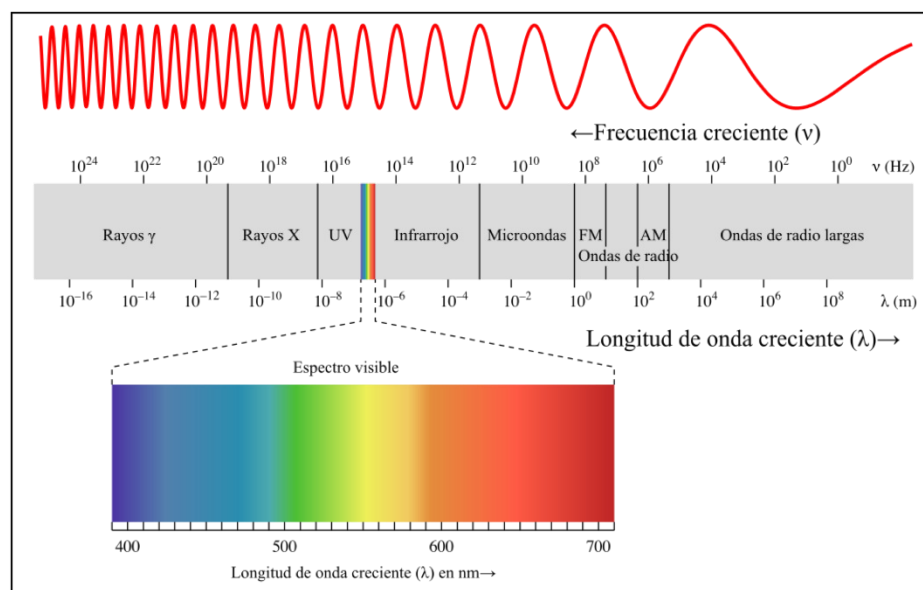 ←Frecuencia creciente (ν)
10²⁴ 10²² 10²⁰ 10¹⁸ 10¹⁶ 10¹⁴ 10¹² 10¹⁰ 10⁸ 10⁶ 10⁴ 10² 10⁰ ν (Hz)
Rayos γ Rayos X UV Infrarrojo Microondas FM AM Ondas de radio largas
Ondas de radio
10⁻¹⁶ 10⁻¹⁴ 10⁻¹² 10⁻¹⁰ 10⁻⁸ 10⁻⁶ 10⁻⁴ 10⁻² 10⁰ 10² 10⁴ 10⁶ 10⁸ λ (m)
Longitud de onda creciente (λ)→
Espectro visible
400 500 600 700
Longitud de onda creciente (λ) en nm→